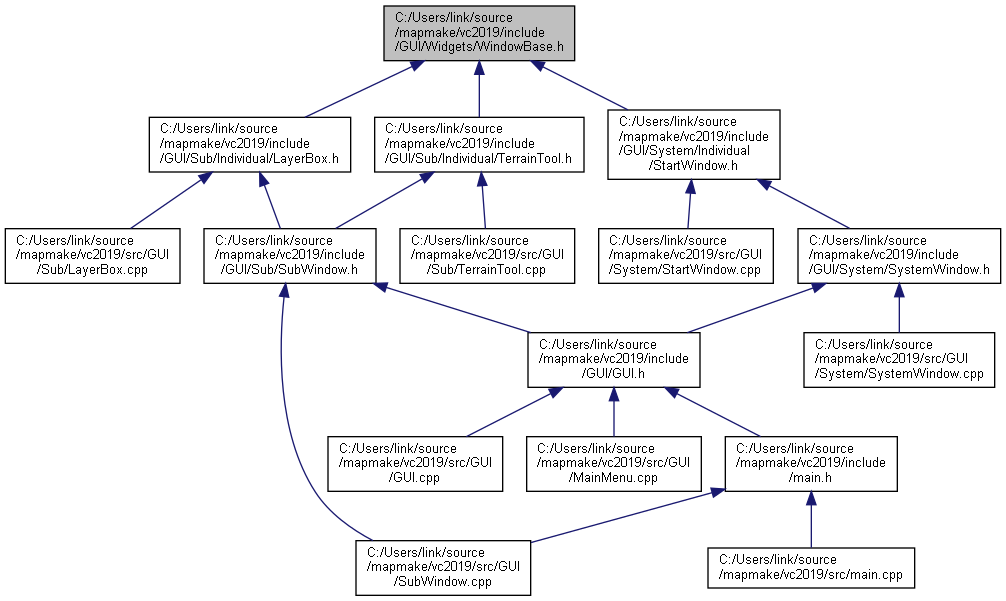 C:/Users/link/source
/mapmake/vc2019/include
/GUI/Widgets/WindowBase.h
C:/Users/link/source
/mapmake/vc2019/include
/GUI/Sub/Individual/LayerBox.h
C:/Users/link/source
/mapmake/vc2019/include
/GUI/Sub/Individual/TerrainTool.h
C:/Users/link/source
/mapmake/vc2019/include
/GUI/System/Individual
/StartWindow.h
C:/Users/link/source
/mapmake/vc2019/src/GUI
/Sub/LayerBox.cpp
C:/Users/link/source
/mapmake/vc2019/include
/GUI/Sub/SubWindow.h
C:/Users/link/source
/mapmake/vc2019/src/GUI
/Sub/TerrainTool.cpp
C:/Users/link/source
/mapmake/vc2019/src/GUI
/System/StartWindow.cpp
C:/Users/link/source
/mapmake/vc2019/include
/GUI/System/SystemWindow.h
C:/Users/link/source
/mapmake/vc2019/include
/GUI/GUI.h
C:/Users/link/source
/mapmake/vc2019/src/GUI
/System/SystemWindow.cpp
C:/Users/link/source
/mapmake/vc2019/src/GUI
/GUI.cpp
C:/Users/link/source
/mapmake/vc2019/src/GUI
/MainMenu.cpp
C:/Users/link/source
/mapmake/vc2019/include
/main.h
C:/Users/link/source
/mapmake/vc2019/src/GUI
/SubWindow.cpp
C:/Users/link/source
/mapmake/vc2019/src/main.cpp